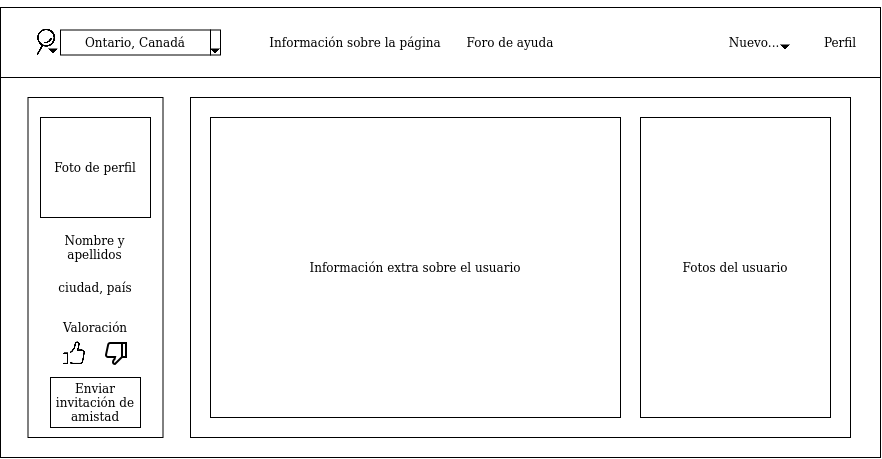 Ontario, Canadá
Información sobre la página
Foro de ayuda
Nuevo...
Perfil
Foto de perfil
Nombre y
apellidos
ciudad, país
Valoración
Enviar
invitación de
amistad
Información extra sobre el usuario
Fotos del usuario